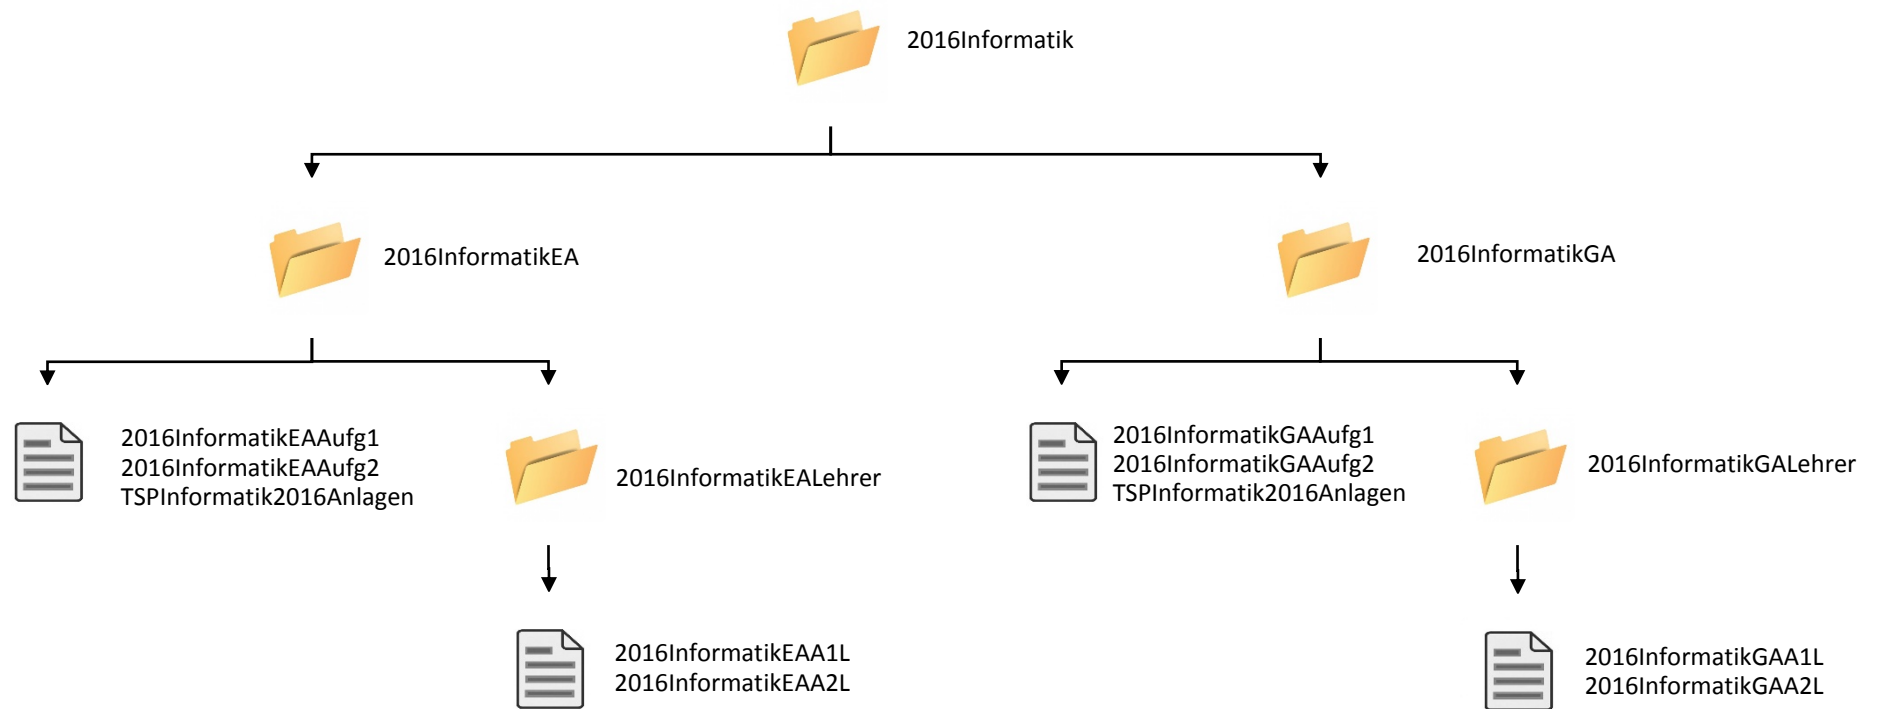 2016Informatik
2016InformatikEA
2016InformatikGA
2016InformatikEAAufg1
2016InformatikEAAufg2
TSPInformatik2016Anlagen
2016InformatikEALehrer
2016InformatikGAAufg1
2016InformatikGAAufg2
TSPInformatik2016Anlagen
2016InformatikGALehrer
2016InformatikEAA1L
2016InformatikEAA2L
2016InformatikGAA1L
2016InformatikGAA2L